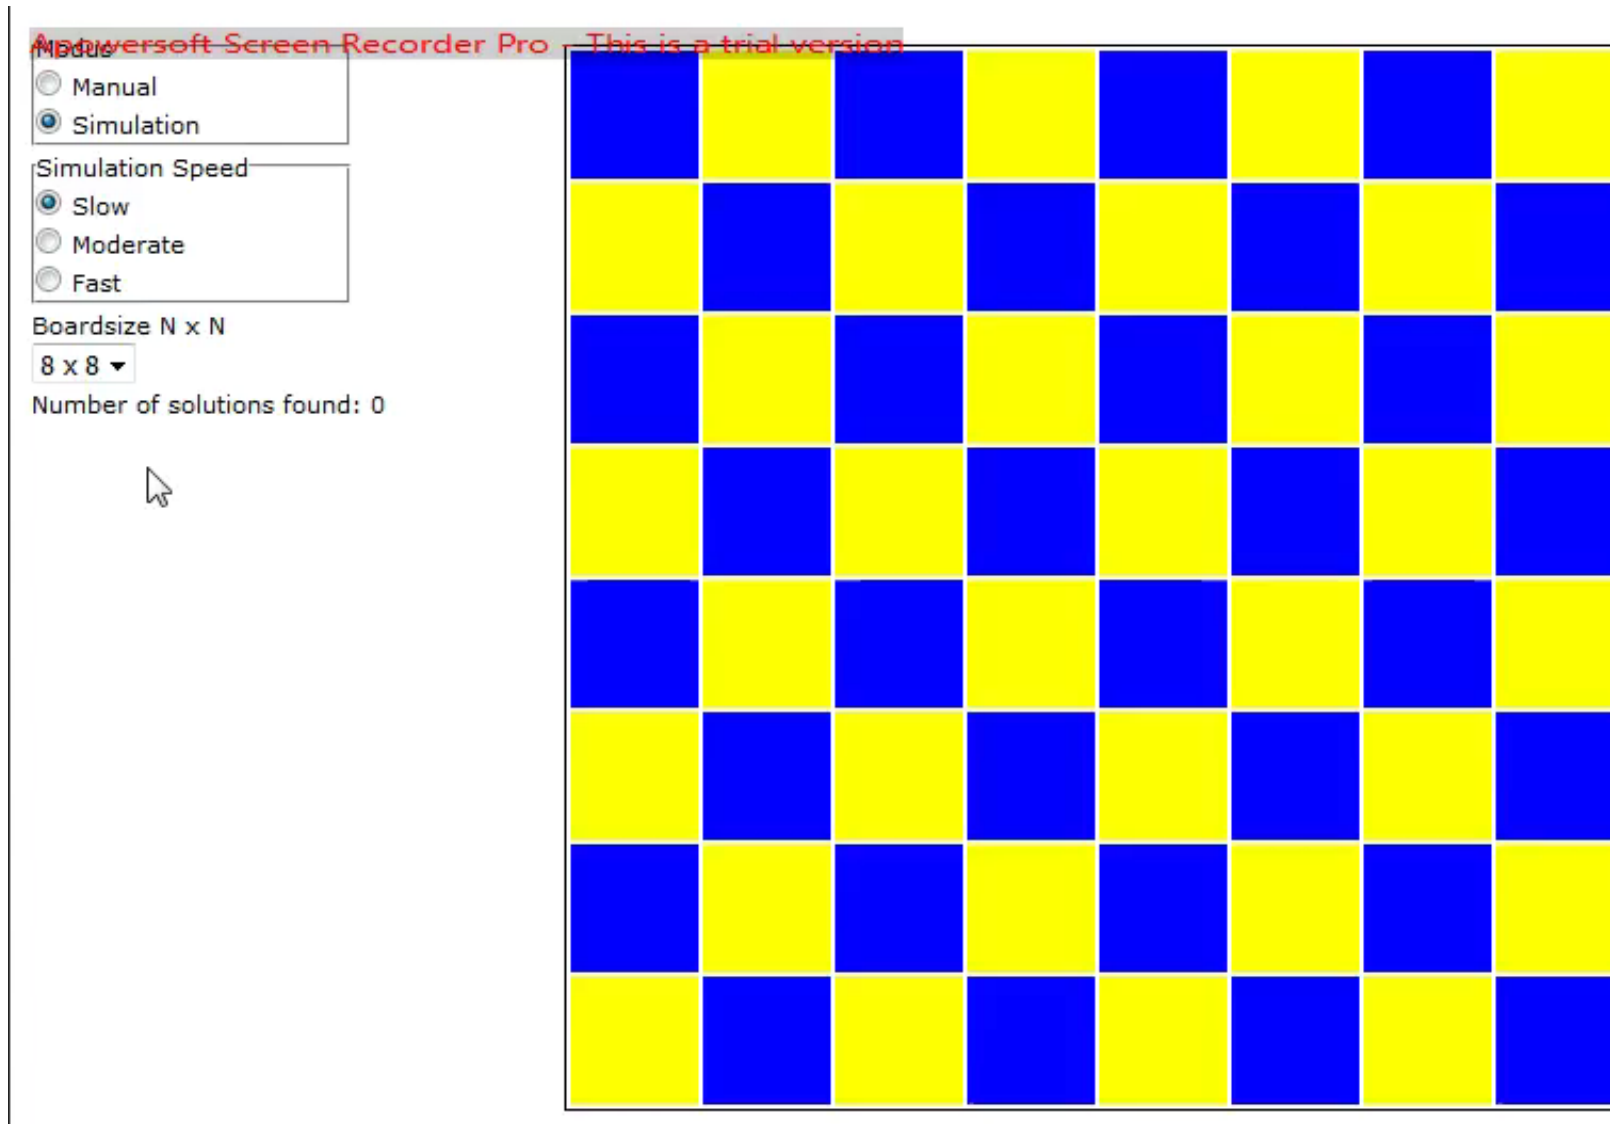 Apowersoft Screen Recorder Pro - This is a trial version
Modus
Manual
Simulation
Simulation Speed
Slow
Moderate
Fast
Boardsize N x N
8 x 8
Number of solutions found: 0